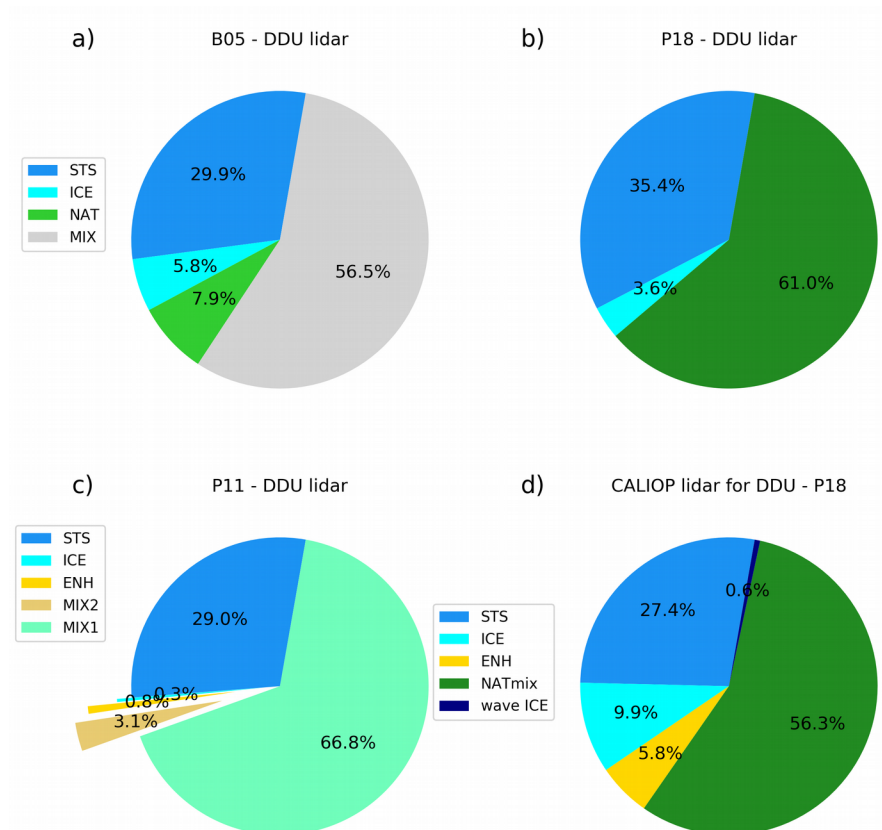 a) B05 - DDU lidar
STS
ICE
NAT
MIX
29.9%
5.8%
7.9%
56.5%
b) P18 - DDU lidar
35.4%
3.6%
61.0%
c) P11 - DDU lidar
STS
ICE
ENH
MIX2
MIX1
29.0%
0.3%
0.8%
3.1%
66.8%
d) CALIOP lidar for DDU - P18
STS
ICE
ENH
NATmix
wave ICE
0.6%
27.4%
9.9%
5.8%
56.3%